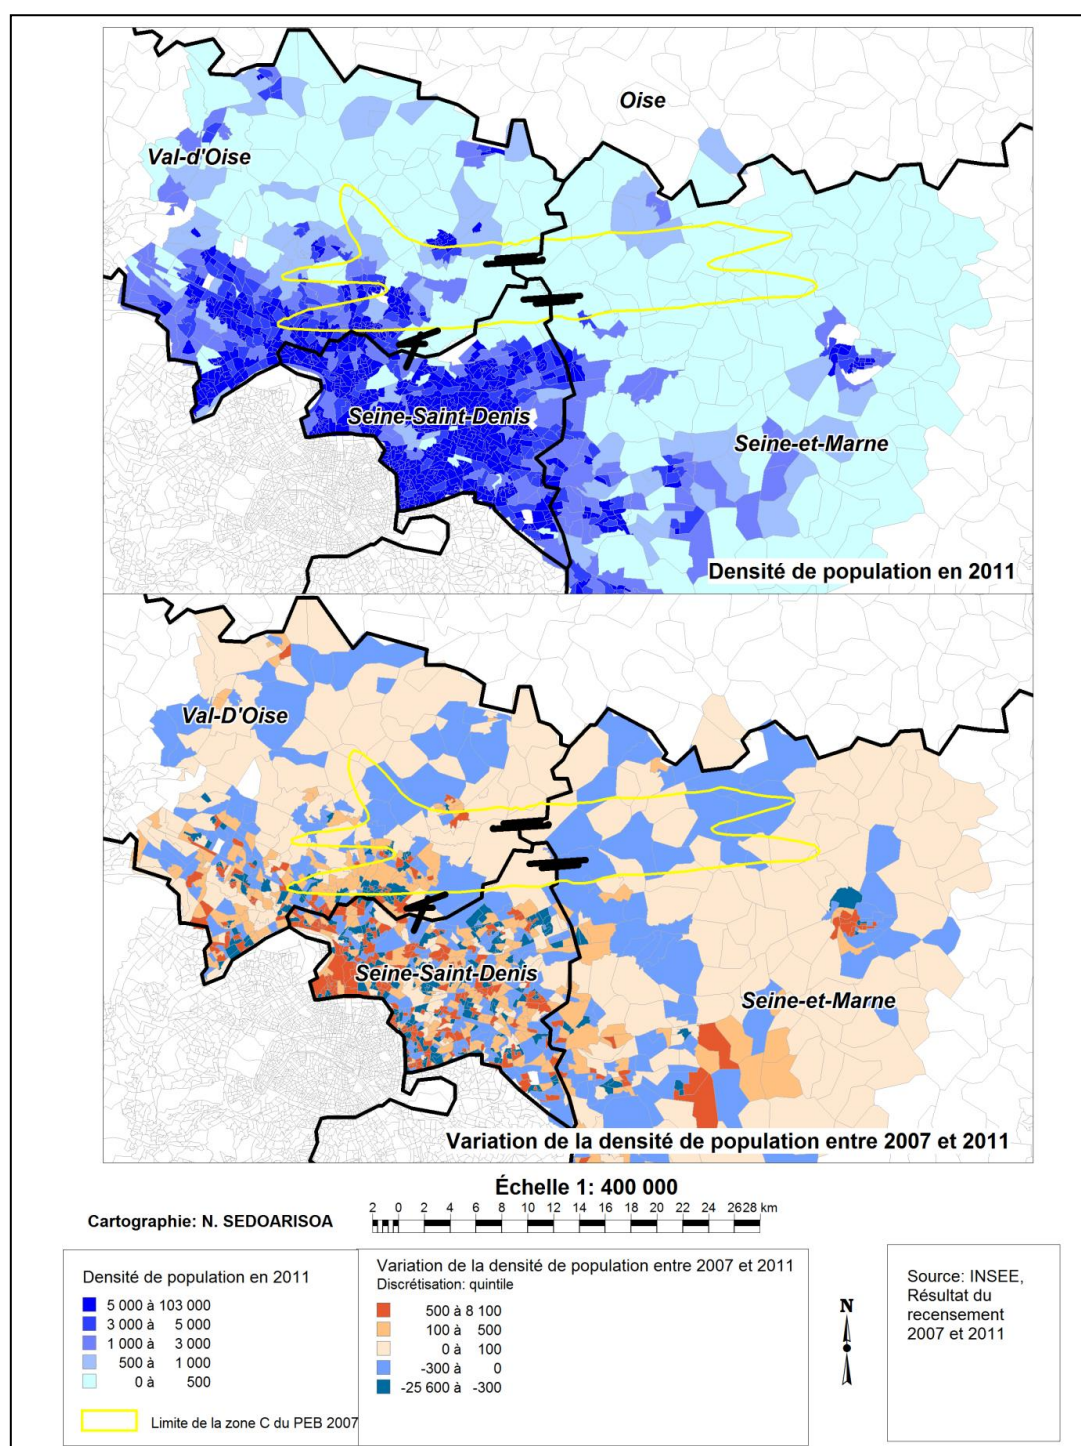 Oise
Val-d'Oise
Seine-Saint-Denis
Seine-et-Marne
Densité de population en 2011
Val-D'Oise
Seine-Saint-Denis
Seine-et-Marne
Variation de la densité de population entre 2007 et 2011
Échelle 1: 400 000
Cartographie: N. SEDOARISOA
2 0 2 4 6 8 10 12 14 16 18 20 22 24 2628 km
Densité de population en 2011
5 000 à 103 000
3 000 à 5 000
1 000 à 3 000
500 à 1 000
0 à 500
Limite de la zone C du PEB 2007
Variation de la densité de population entre 2007 et 2011
Discrétisation: quintile
500 à 8 100
100 à 500
0 à 100
-300 à 0
-25 600 à -300
N
Source: INSEE,
Résultat du
recensement
2007 et 2011